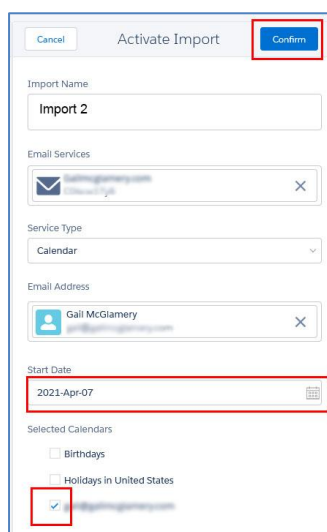 Cancel
Activate Import
Confirm
Import Name
Import 2
Email Services
Service Type
Calendar
Email Address
Gail McGlamery
Start Date
2021-Apr-07
Selected Calendars
Birthdays
Holidays in United States